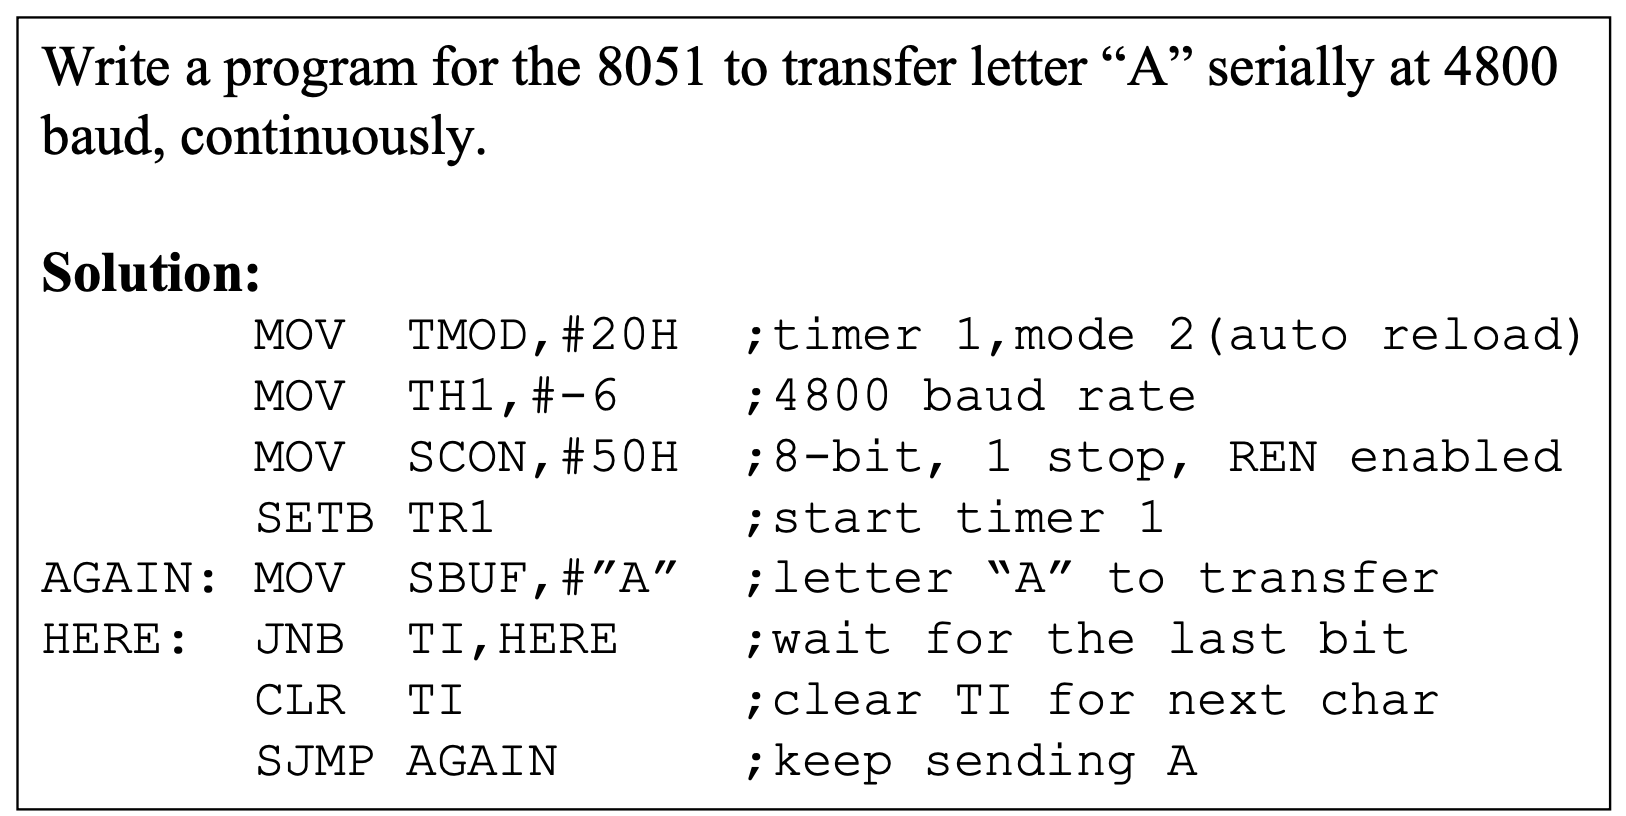 Write a program for the 8051 to transfer letter “A” serially at 4800
baud, continuously.
Solution:
MOV TMOD,#20H ;timer 1,mode 2(auto reload)
MOV TH1,#-6 ;4800 baud rate
MOV SCON,#50H ;8-bit, 1 stop, REN enabled
SETB TR1 ;start timer 1
AGAIN: MOV SBUF,#”A” ;letter “A” to transfer
HERE: JNB TI,HERE ;wait for the last bit
CLR TI ;clear TI for next char
SJMP AGAIN ;keep sending A